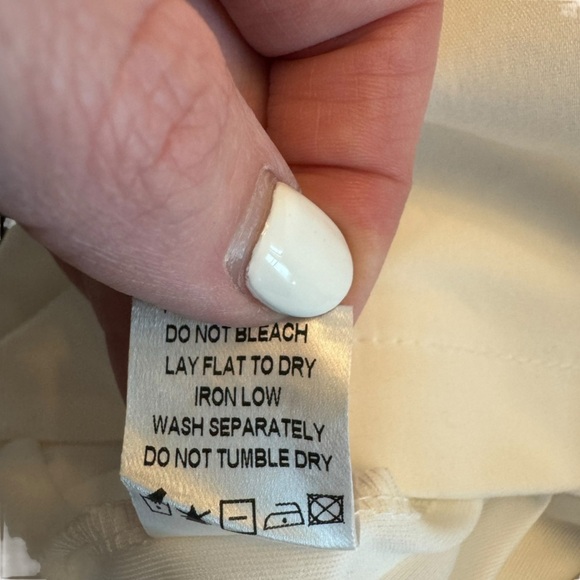 DO NOT BLEACH
LAY FLAT TO DRY
IRON LOW
WASH SEPARATELY
DO NOT TUMBLE DRY